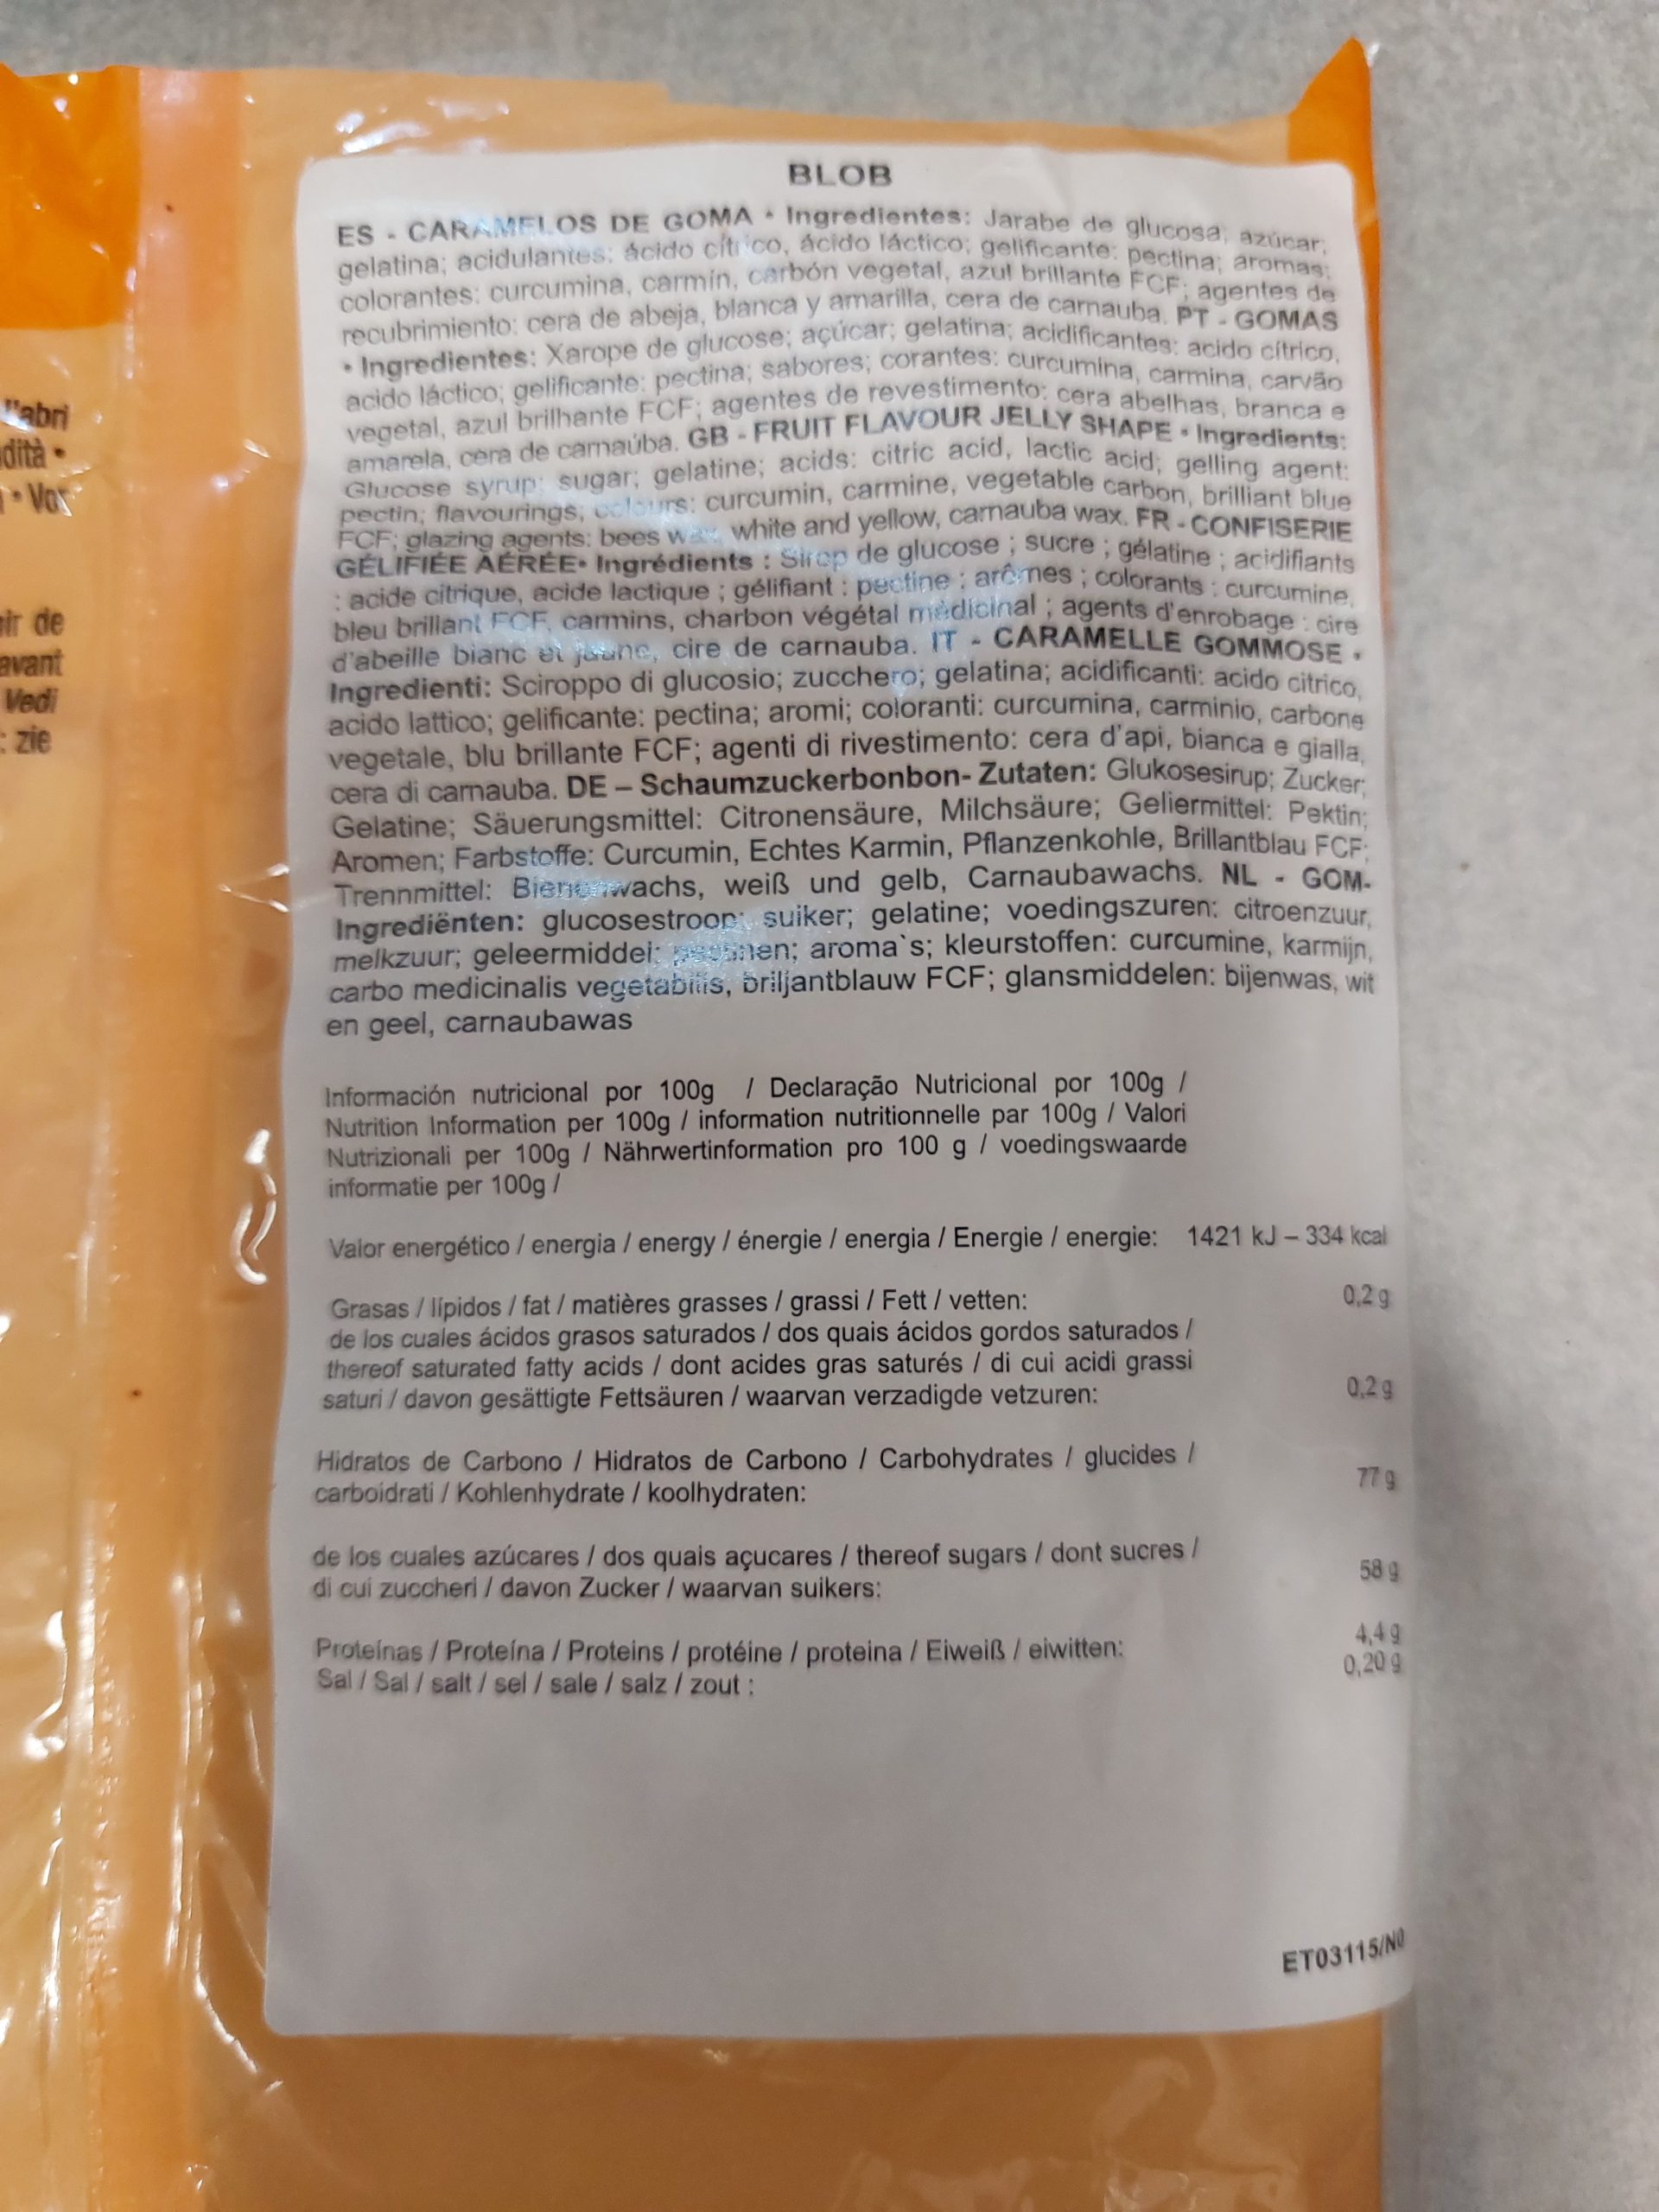 BLOB
ES - CARAMELOS DE GOMA • Ingredientes: Jarabe de glucosa; azúcar;
gelatina; acidulantes: ácido cítrico, ácido láctico; gelificante: pectina; aromas;
colorantes: curcumina, carmín, carbón vegetal, azul brillante FCF; agentes de
recubrimiento: cera de abeja, blanca y amarilla, cera de carnauba. PT - GOMAS
• Ingredientes: Xarope de glucose; açúcar; gelatina; acidificantes: acido cítrico,
acido láctico; gelificante: pectina; sabores; corantes: curcumina, carmina, carvão
vegetal, azul brilhante FCF; agentes de revestimento: cera abelhas, branca e
amarela, cera de carnaúba. GB - FRUIT FLAVOUR JELLY SHAPE • Ingredients:
Glucose syrup; sugar; gelatine; acids: citric acid, lactic acid; gelling agent:
pectin; flavourings; colours: curcumin, carmine, vegetable carbon, brilliant blue
FCF; glazing agents: bees wax, white and yellow, carnauba wax. FR - CONFISERIE
GÉLIFIÉE AÉRÉE• Ingrédients : Sirop de glucose ; sucre ; gélatine ; acidifiants
: acide citrique, acide lactique ; gélifiant : pectine ; arômes ; colorants : curcumine,
bleu brillant FCF, carmins, charbon végétal médicinal ; agents d'enrobage : cire
d'abeille blanc et jaune, cire de carnauba. IT - CARAMELLE GOMMOSE •
Ingredienti: Sciroppo di glucosio; zucchero; gelatina; acidificanti: acido citrico,
acido lattico; gelificante: pectina; aromi; coloranti: curcumina, carminio, carbone
vegetale, blu brillante FCF; agenti di rivestimento: cera d'api, bianca e gialla,
cera di carnauba. DE – Schaumzuckerbonbon- Zutaten: Glukosesirup; Zucker;
Gelatine; Säuerungsmittel: Citronensäure, Milchsäure; Geliermittel: Pektin;
Aromen; Farbstoffe: Curcumin, Echtes Karmin, Pflanzenkohle, Brillantblau FCF;
Trennmittel: Bienenwachs, weiß und gelb, Carnaubawachs. NL - GOM-
Ingrediënten: glucosestroop; suiker; gelatine; voedingszuren: citroenzuur,
melkzuur; geleermiddel: pectinen; aroma`s; kleurstoffen: curcumine, karmijn,
carbo medicinalis vegetabilis, briljantblauw FCF; glansmiddelen: bijenwas, wit
en geel, carnaubawas
Información nutricional por 100g / Declaração Nutricional por 100g /
Nutrition Information per 100g / information nutritionnelle par 100g / Valori
Nutrizionali per 100g / Nährwertinformation pro 100 g / voedingswaarde
informatie per 100g /
Valor energético / energia / energy / énergie / energia / Energie / energie: 1421 kJ – 334 kcal
Grasas / lípidos / fat / matières grasses / grassi / Fett / vetten: 0,2 g
de los cuales ácidos grasos saturados / dos quais ácidos gordos saturados /
thereof saturated fatty acids / dont acides gras saturés / di cui acidi grassi
saturi / davon gesättigte Fettsäuren / waarvan verzadigde vetzuren: 0,2 g
Hidratos de Carbono / Hidratos de Carbono / Carbohydrates / glucides /
carboidrati / Kohlenhydrate / koolhydraten: 77 g
de los cuales azúcares / dos quais açucares / thereof sugars / dont sucres /
di cui zuccheri / davon Zucker / waarvan suikers: 58 g
Proteínas / Proteína / Proteins / protéine / proteina / Eiweiß / eiwitten: 4,4 g
Sal / Sal / salt / sel / sale / salz / zout : 0,20 g
ET03115/N0
l'abri
dità •
• Vor
ir de
avant
Vedi
: zie